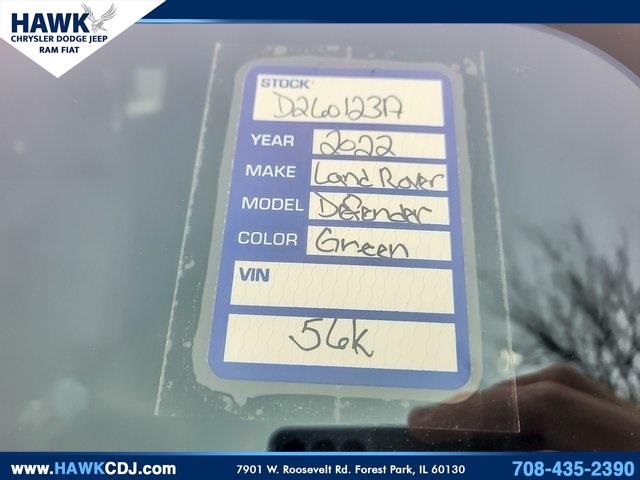 HAWK
CHRYSLER DODGE JEEP
RAM FIAT
STOCK
D260123A
YEAR 2022
MAKE Land Rover
MODEL Defender
COLOR Green
VIN
56K
www.HAWKCDJ.com 7901 W. Roosevelt Rd. Forest Park, IL 60130 708-435-2390